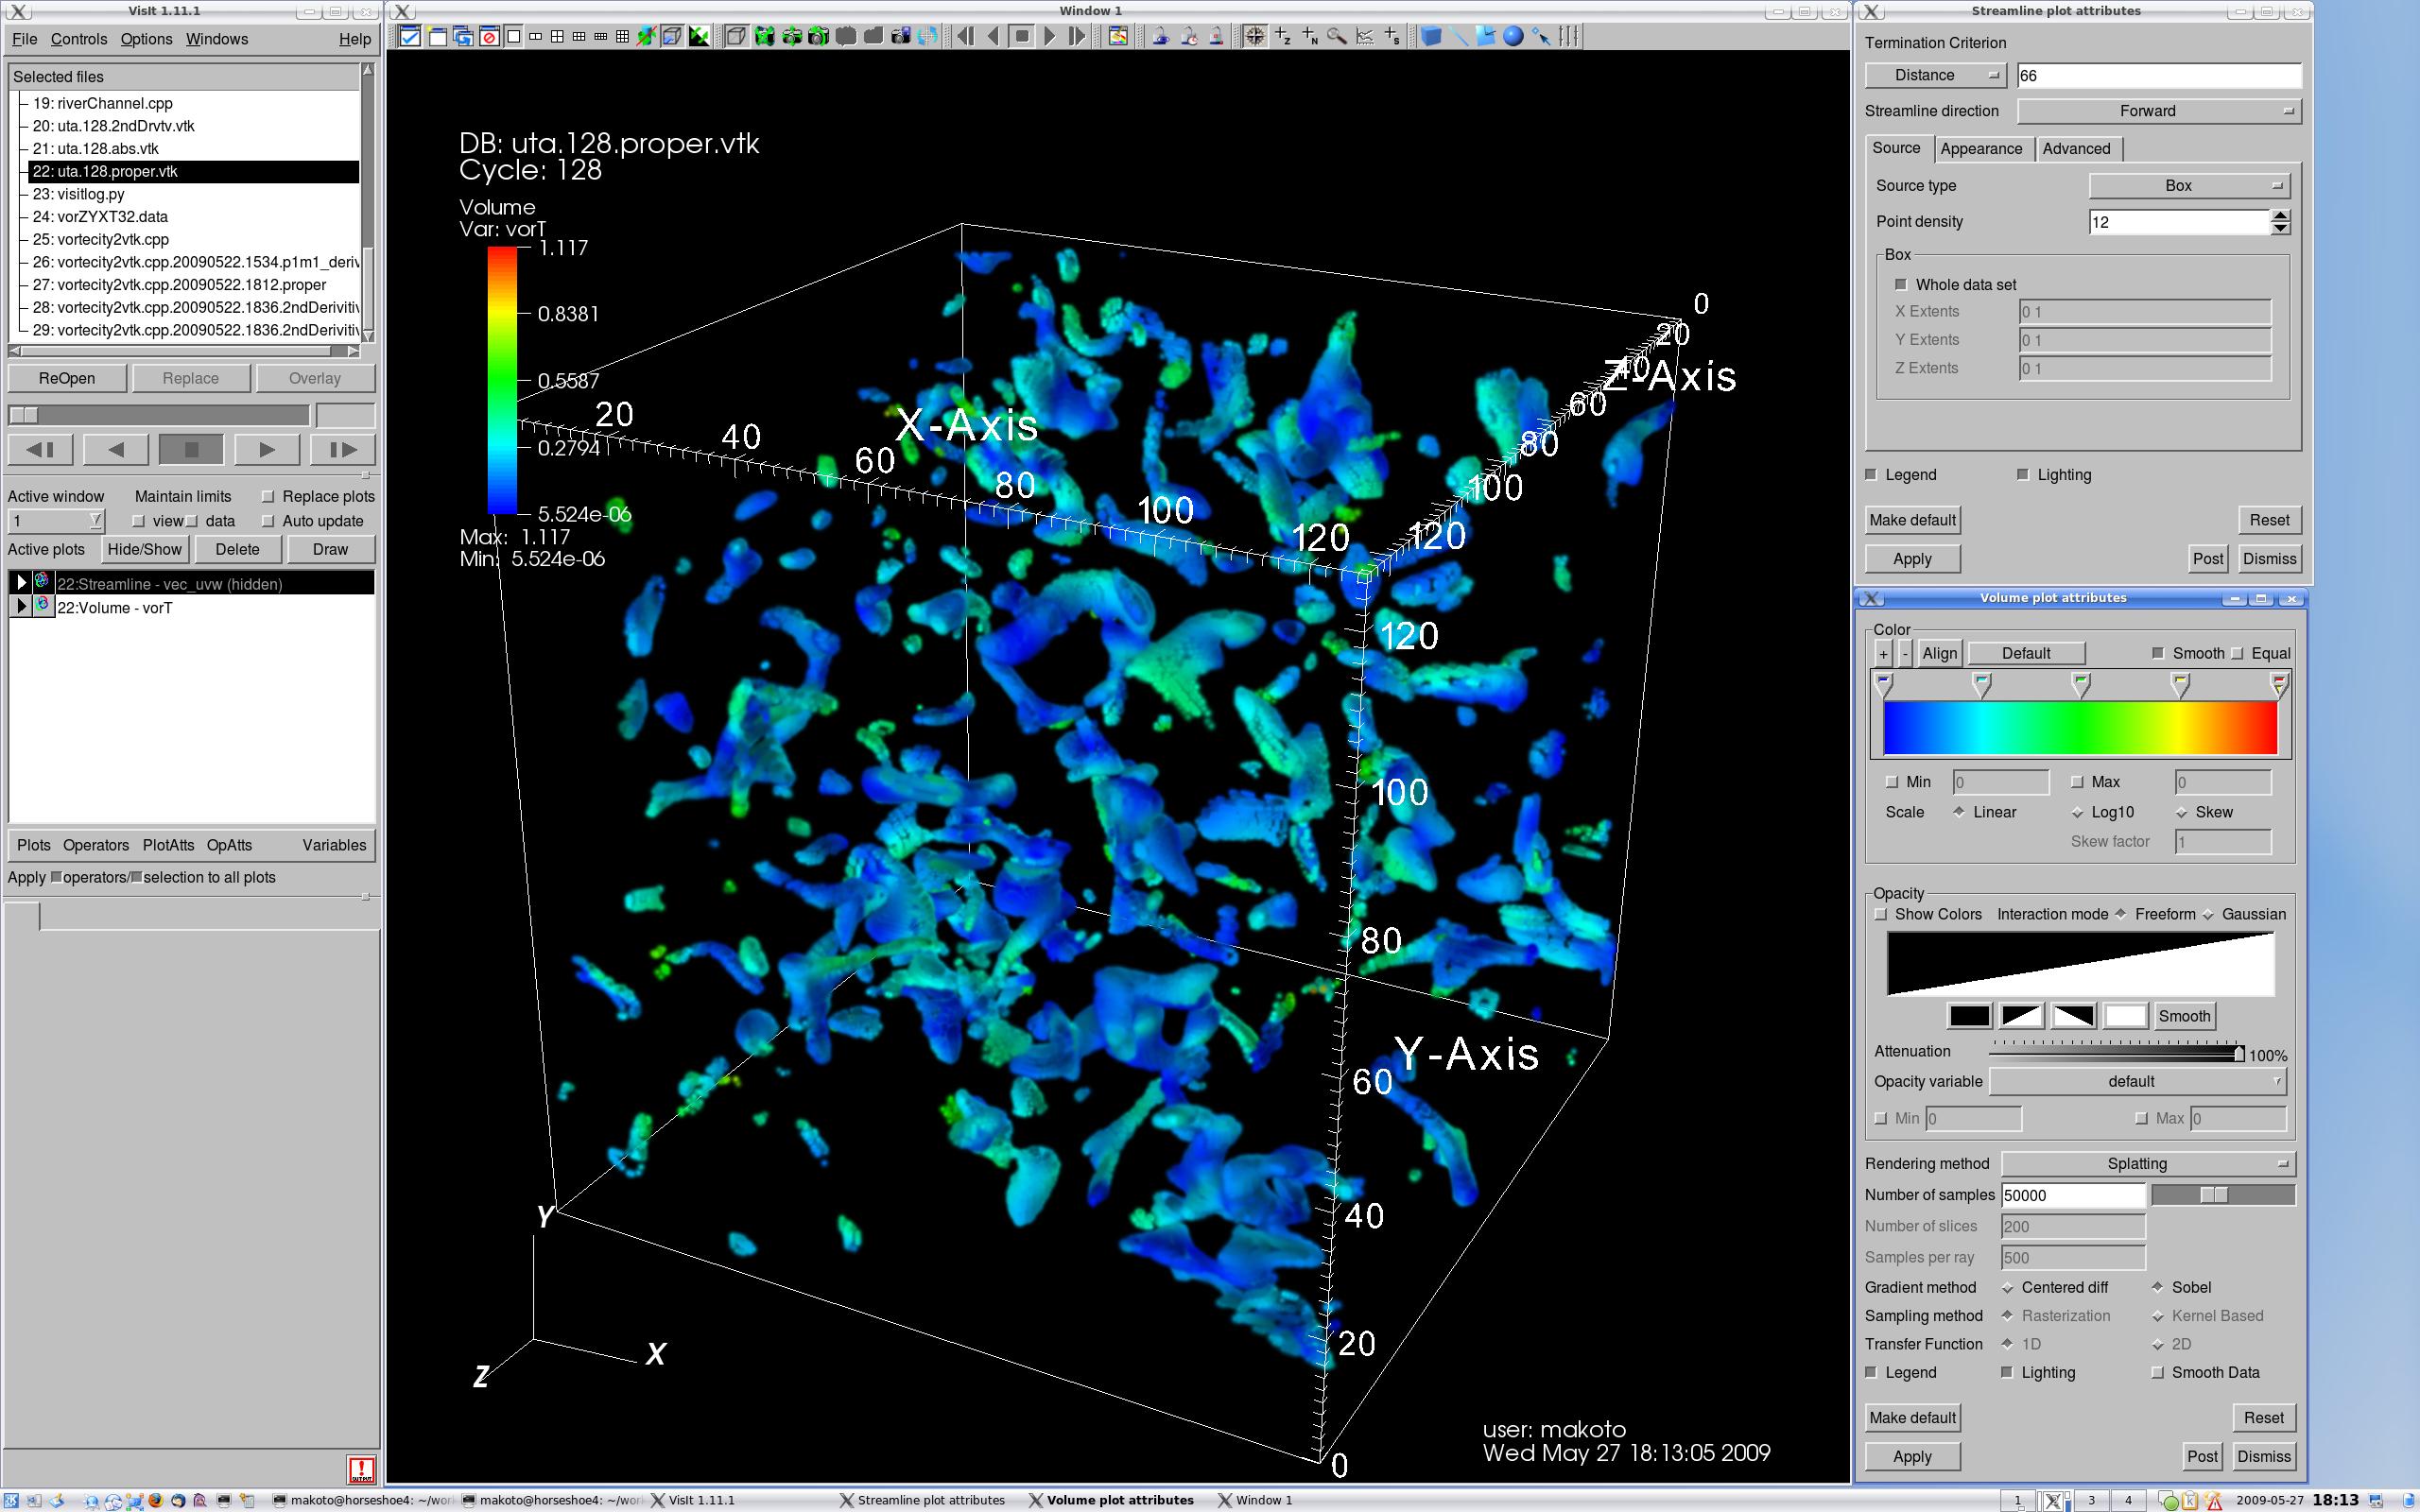 VisIt 1.11.1
File Controls Options Windows Help
Selected files
19: riverChannel.cpp
20: uta.128.2ndDrvtv.vtk
21: uta.128.abs.vtk
22: uta.128.proper.vtk
23: visitlog.py
24: vorZYXT32.data
25: vortecity2vtk.cpp
26: vortecity2vtk.cpp.20090522.1534.p1m1_deriv
27: vortecity2vtk.cpp.20090522.1812.proper
28: vortecity2vtk.cpp.20090522.1836.2ndDerivitiv
29: vortecity2vtk.cpp.20090522.1836.2ndDerivitiv
ReOpen Replace Overlay
Active window Maintain limits Replace plots
1 view data Auto update
Active plots Hide/Show Delete Draw
22:Streamline - vec_uvw (hidden)
22:Volume - vorT
Plots Operators PlotAtts OpAtts Variables
Apply operators/ selection to all plots
Window 1
DB: uta.128.proper.vtk
Cycle: 128
Volume
Var: vorT
1.117
0.8381
0.5587
0.2794
5.524e-06
Max: 1.117
Min: 5.524e-06
X-Axis
20
40
60
80
100
120
Z-Axis
0
20
40
60
80
100
120
Y-Axis
120
100
80
60
40
20
0
Y
X
Z
user: makoto
Wed May 27 18:13:05 2009
Streamline plot attributes
Termination Criterion
Distance 66
Streamline direction Forward
Source Appearance Advanced
Source type Box
Point density 12
Box
Whole data set
X Extents 0 1
Y Extents 0 1
Z Extents 0 1
Legend Lighting
Make default Reset
Apply Post Dismiss
Volume plot attributes
Color
+ - Align Default Smooth Equal
Min 0 Max 0
Scale Linear Log10 Skew
Skew factor 1
Opacity
Show Colors Interaction mode Freeform Gaussian
Smooth
Attenuation 100%
Opacity variable default
Min 0 Max 0
Rendering method Splatting
Number of samples 50000
Number of slices 200
Samples per ray 500
Gradient method Centered diff Sobel
Sampling method Rasterization Kernel Based
Transfer Function 1D 2D
Legend Lighting Smooth Data
Make default Reset
Apply Post Dismiss
makoto@horseshoe4: ~/wor makoto@horseshoe4: ~/wor VisIt 1.11.1 Streamline plot attributes Volume plot attributes Window 1 1 3 4 2009-05-27 18:13